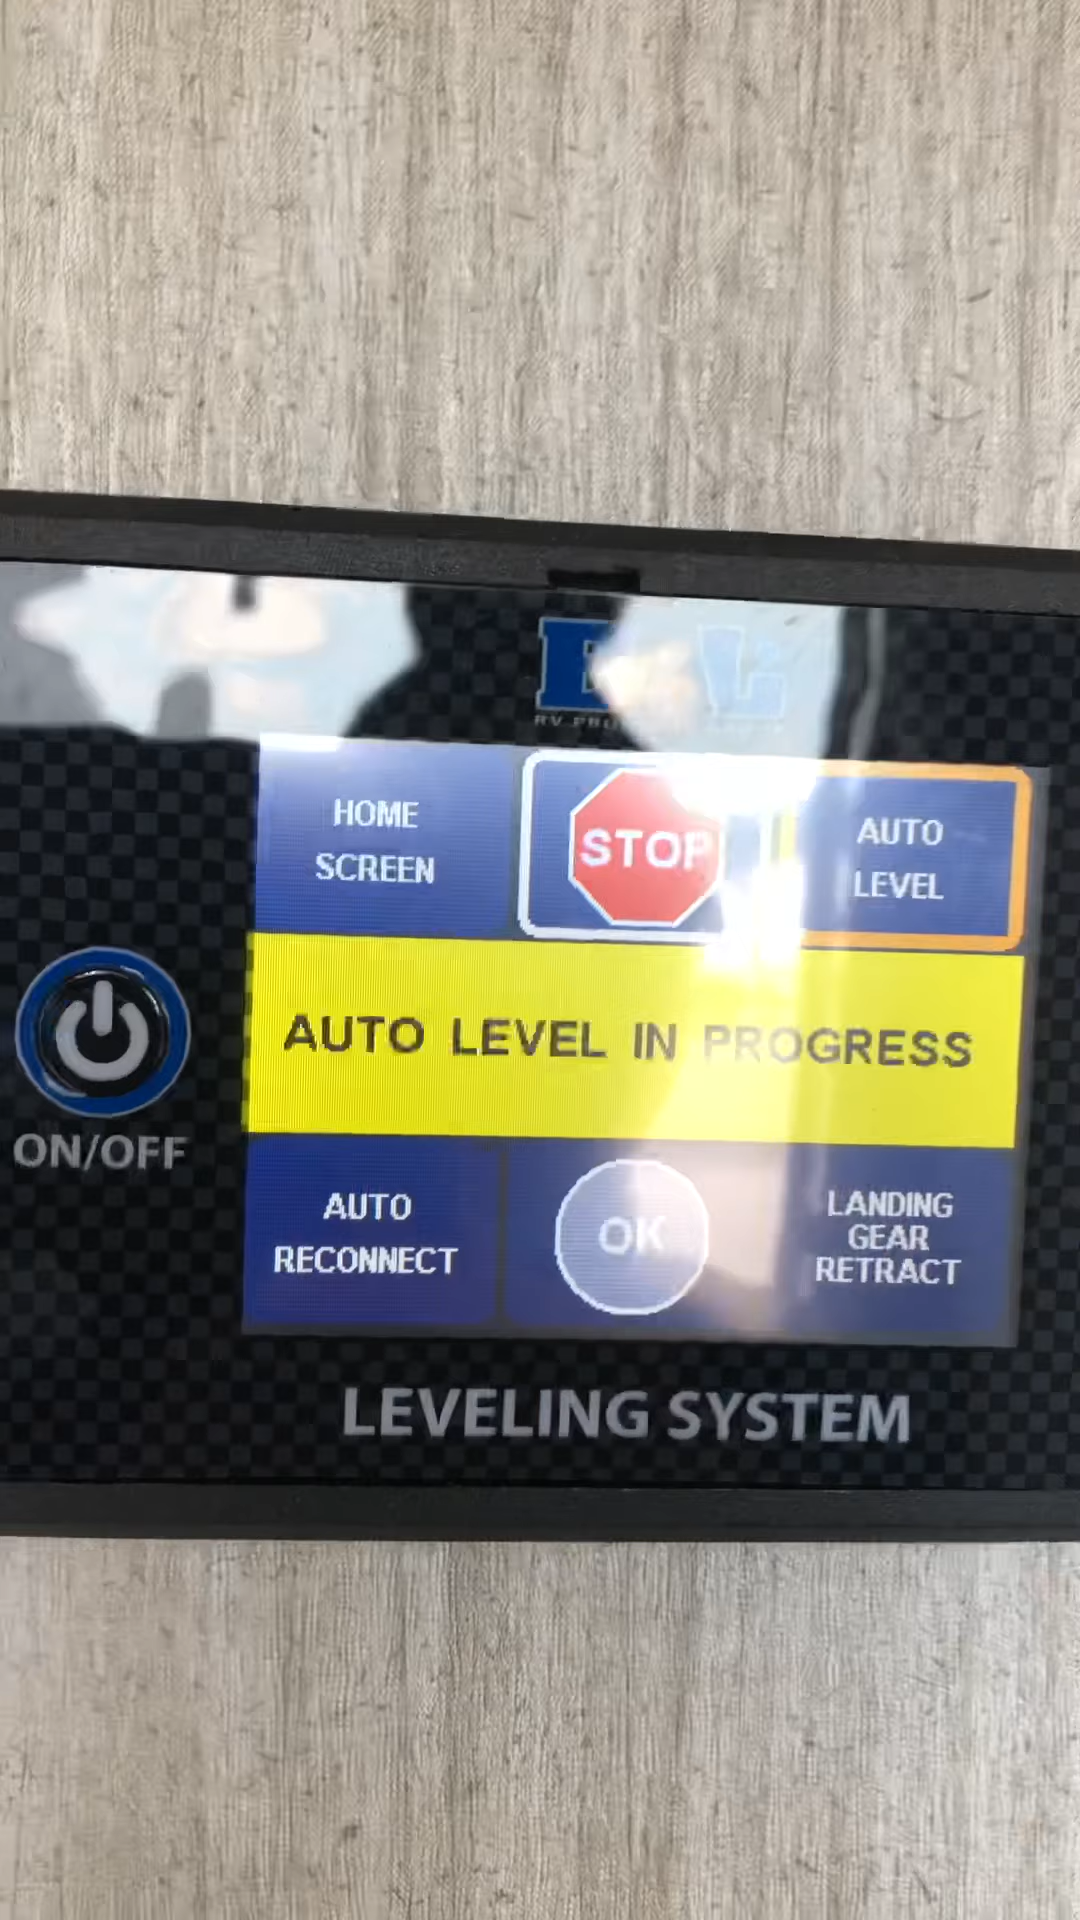 HOME
SCREEN
STOP
AUTO
LEVEL
AUTO LEVEL IN PROGRESS
ON/OFF
AUTO
RECONNECT
OK
LANDING
GEAR
RETRACT
LEVELING SYSTEM